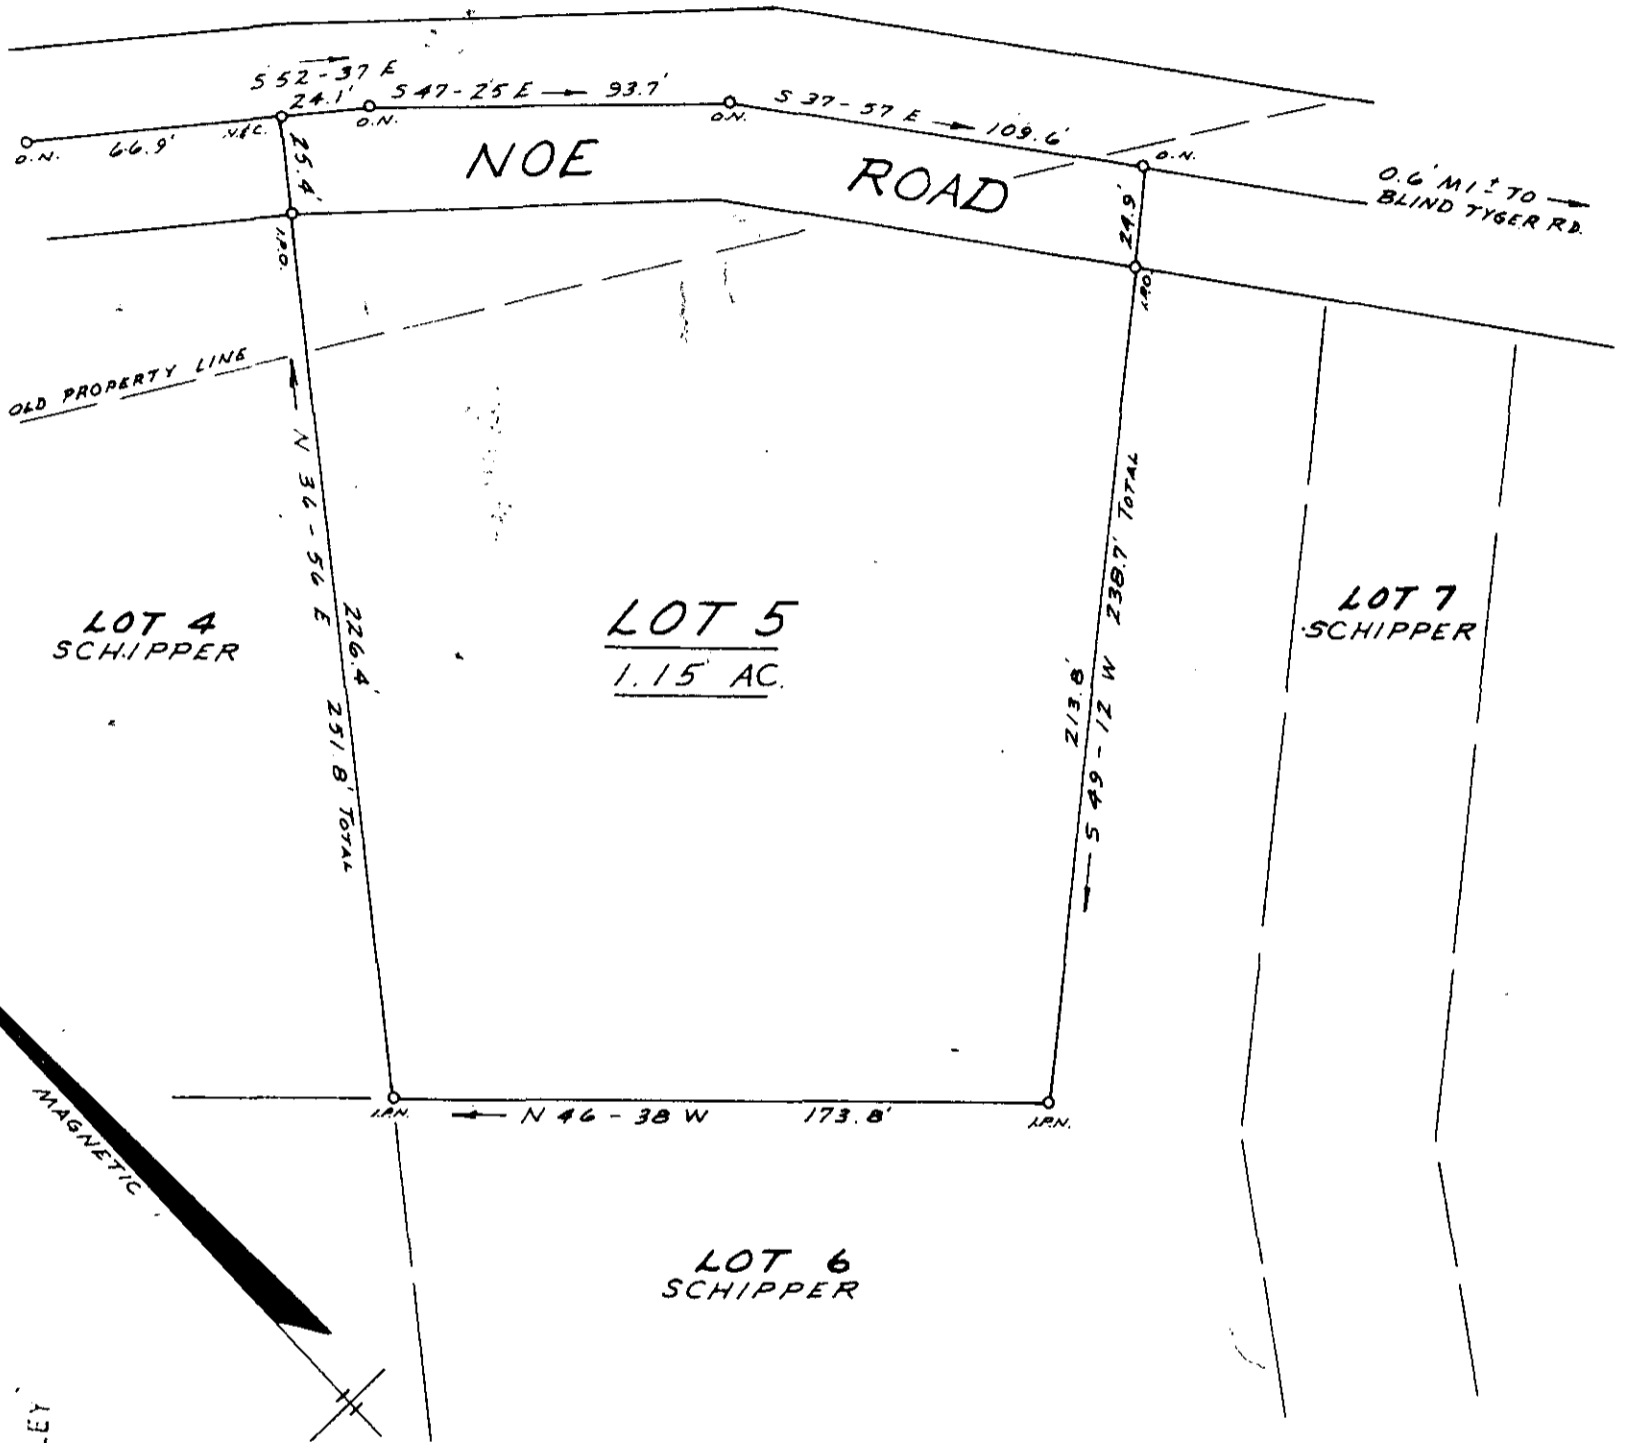 S 52-37 E
24.1'
S 47-25 E
93.7'
S 37-57 E
109.6'
O.N.
66.9'
N&C.
O.N.
O.N.
O.N.
25.4'
NOE ROAD
24.9'
0.6' MI± TO
BLIND TYGER RD.
I.P.O.
I.P.O.
OLD PROPERTY LINE
N 36-56 E
226.4'
251.8' TOTAL
LOT 4
SCHIPPER
LOT 5
1.15 AC.
213.8'
S 49-12 W 238.7' TOTAL
LOT 7
SCHIPPER
I.P.N.
N 46-38 W
173.8'
I.P.N.
MAGNETIC
LOT 6
SCHIPPER
LEY